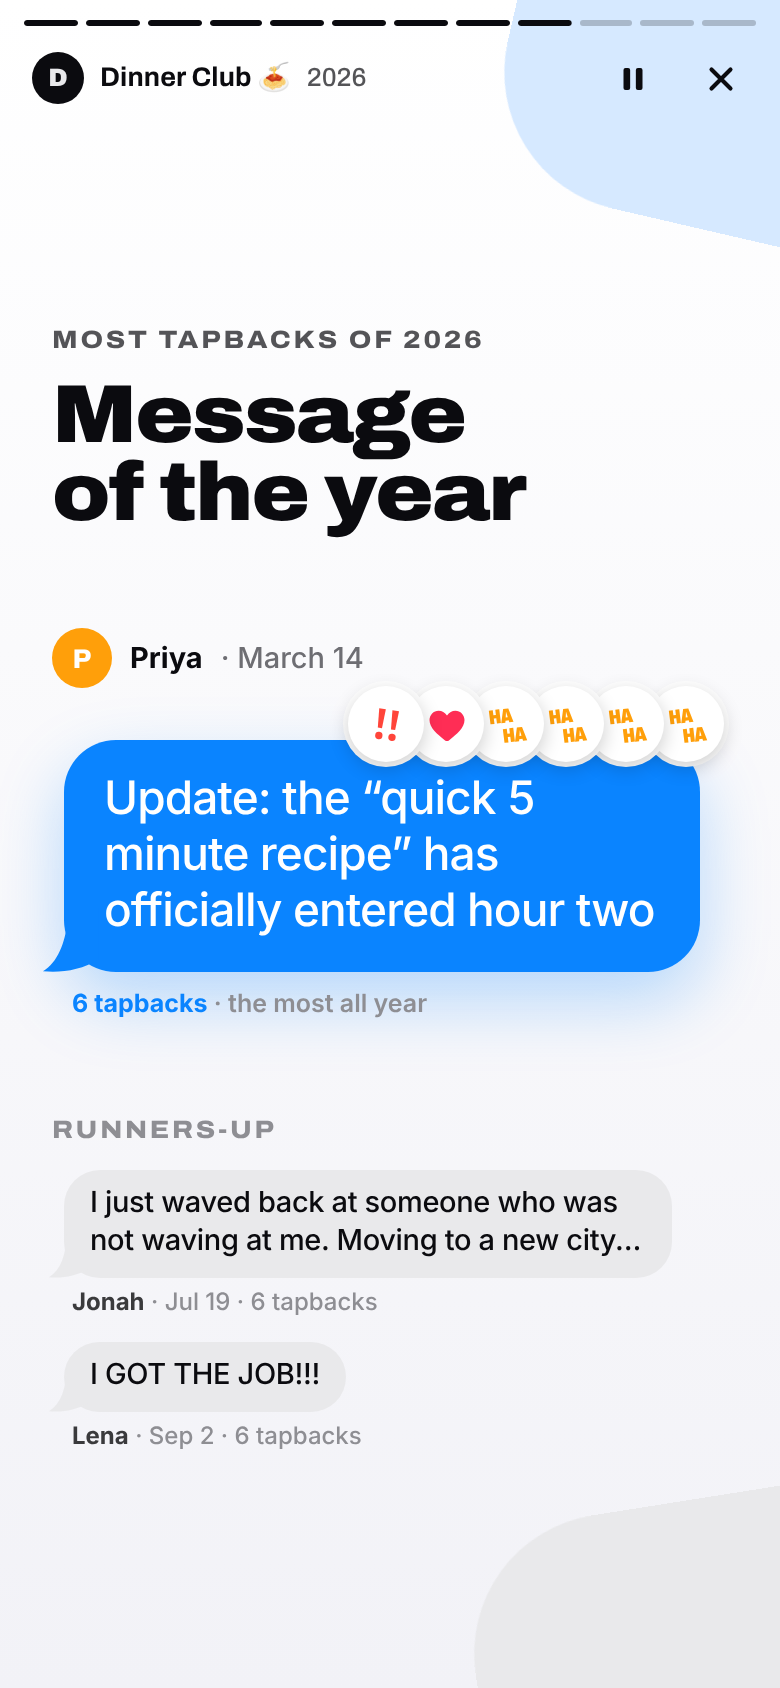 D Dinner Club 🍝 2026
MOST TAPBACKS OF 2026
Message
of the year
P Priya · March 14
!! HA HA HA HA HA HA HA HA
Update: the “quick 5
minute recipe” has
officially entered hour two
6 tapbacks · the most all year
RUNNERS-UP
I just waved back at someone who was
not waving at me. Moving to a new city...
Jonah · Jul 19 · 6 tapbacks
I GOT THE JOB!!!
Lena · Sep 2 · 6 tapbacks